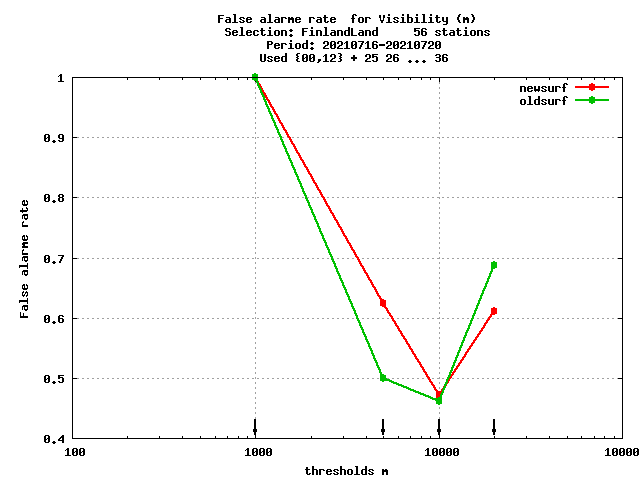 False alarme rate  for Visibility (m)
Selection: FinlandLand     56 stations
Period: 20210716-20210720
Used {00,12} + 25 26 ... 36
newsurf
oldsurf
1
0.9
0.8
0.7
0.6
0.5
0.4
False alarme rate
100 1000 10000 10000
thresholds m